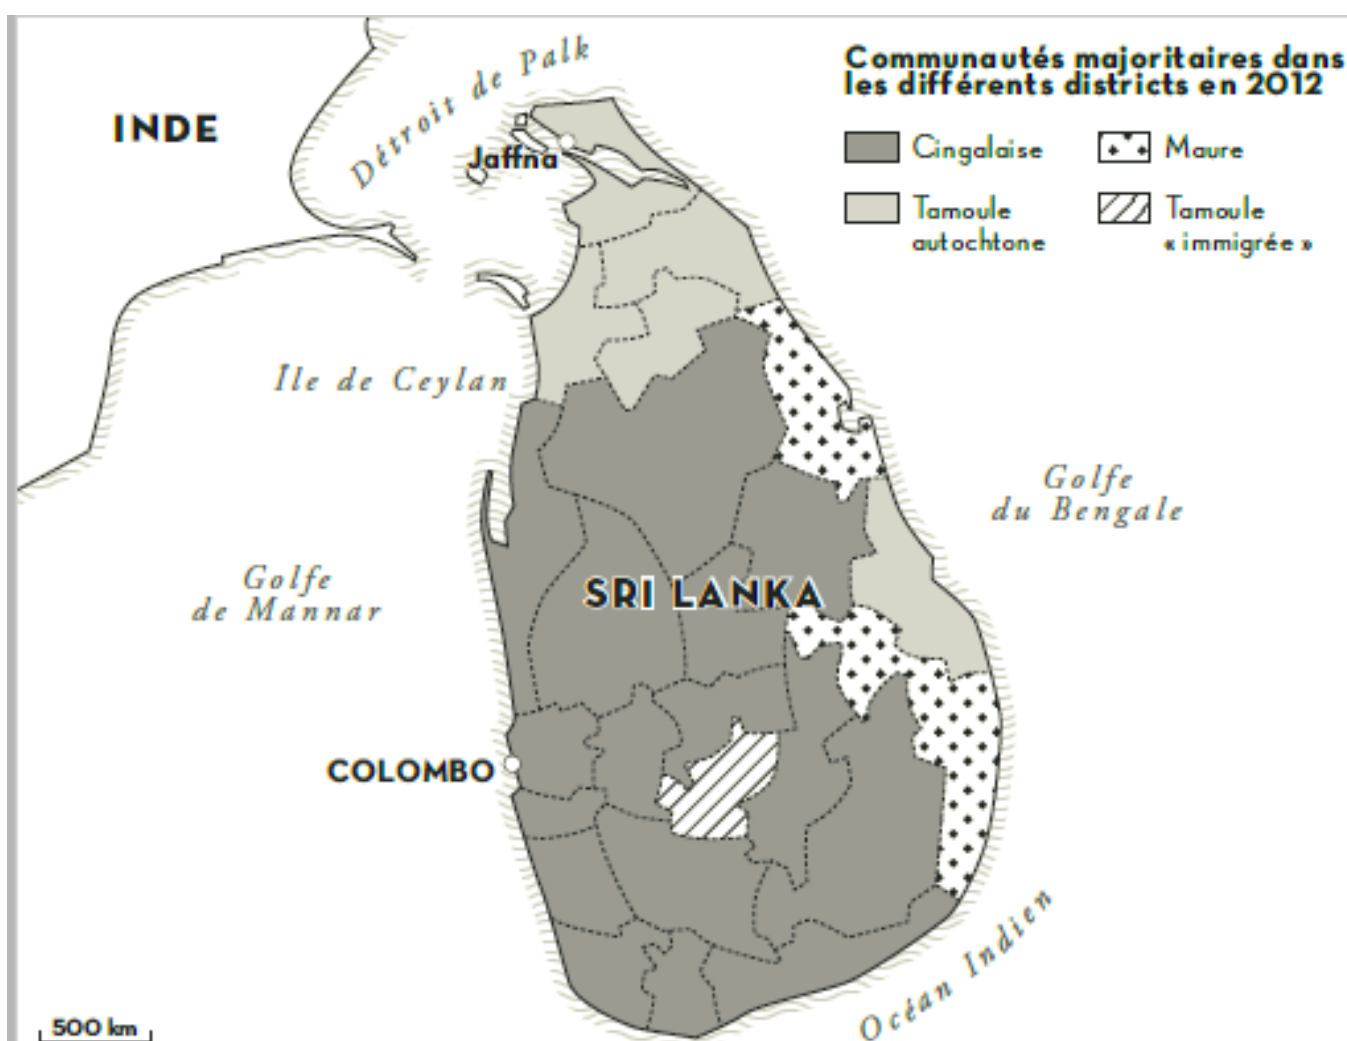 Communautés majoritaires dans
les différents districts en 2012
Cingalaise
Maure
Tamoule
autochtone
Tamoule
« immigrée »
INDE
Détroit de Palk
Jaffna
Île de Ceylan
Golfe
du Bengale
Golfe
de Mannar
SRI LANKA
COLOMBO
Océan Indien
500 km